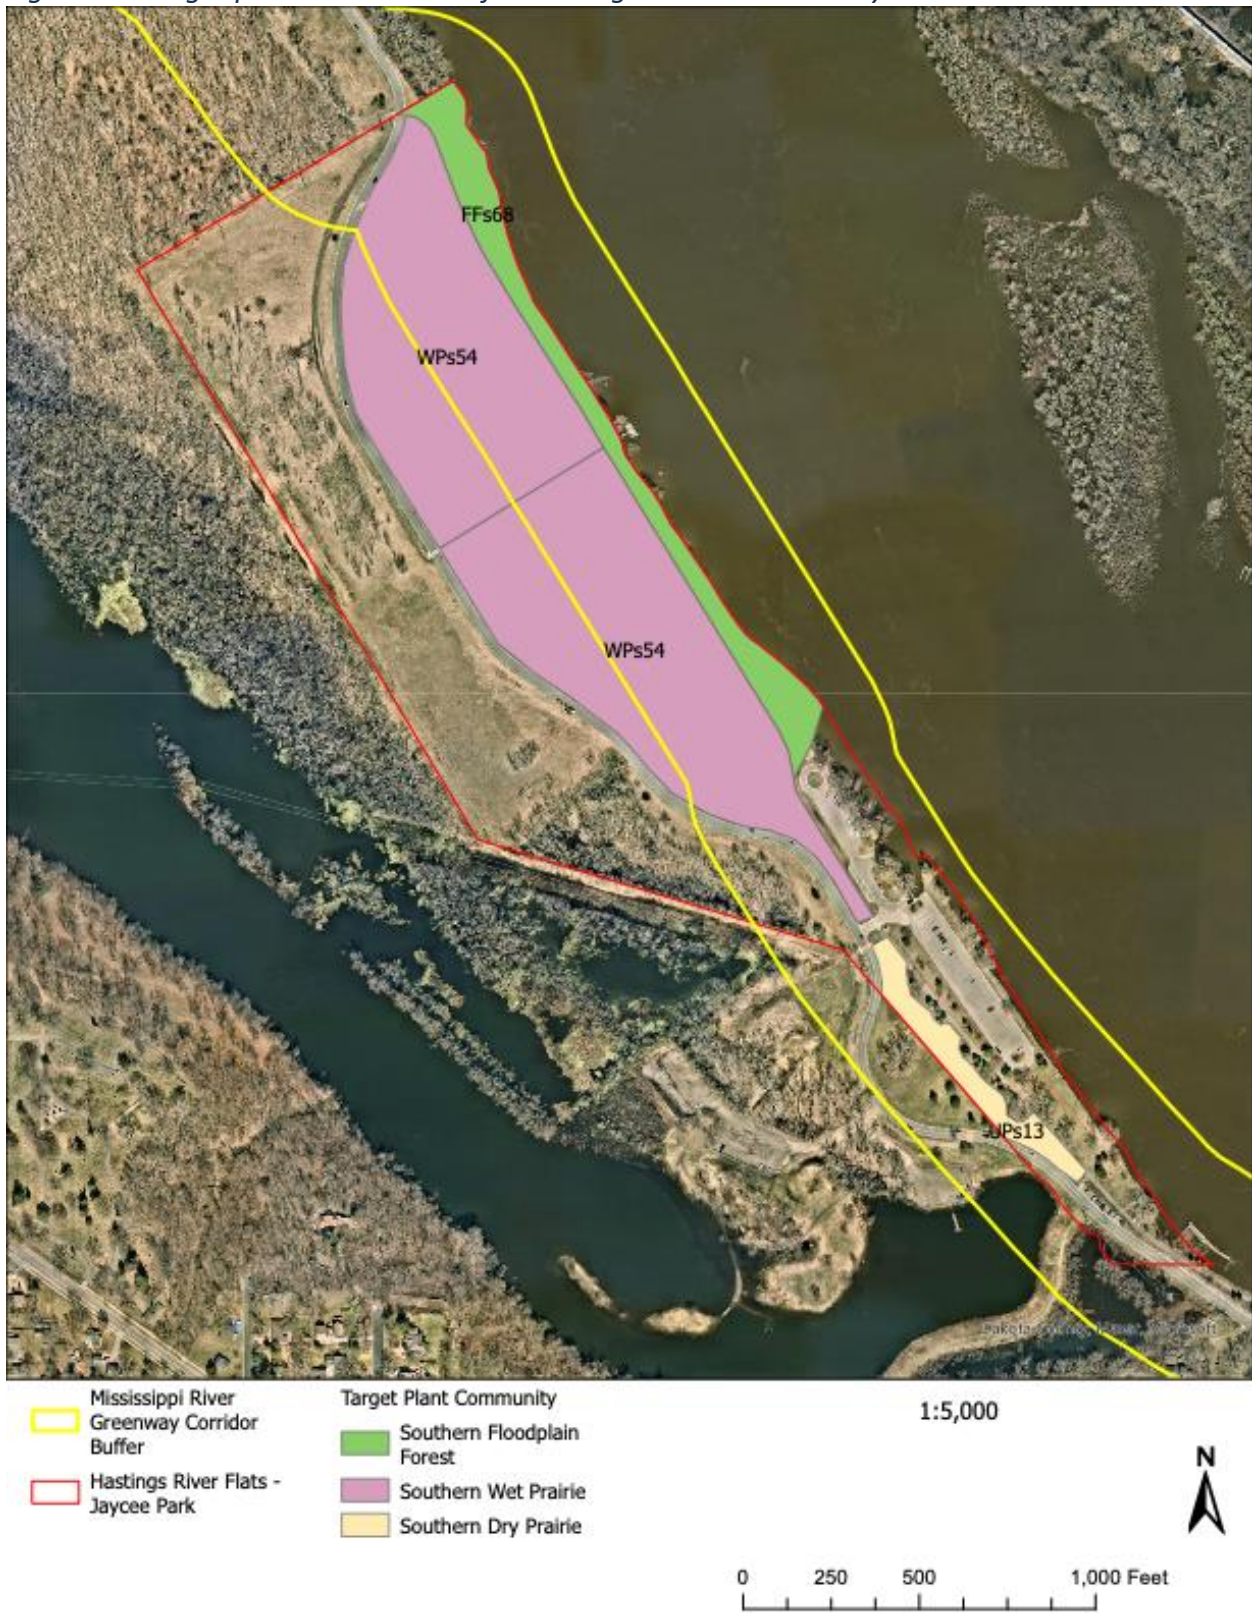 FFs68
WPs54
WPs54
UPs13
Mississippi River
Greenway Corridor
Buffer
Hastings River Flats -
Jaycee Park
Target Plant Community
Southern Floodplain
Forest
Southern Wet Prairie
Southern Dry Prairie
1:5,000
N
0 250 500 1,000 Feet